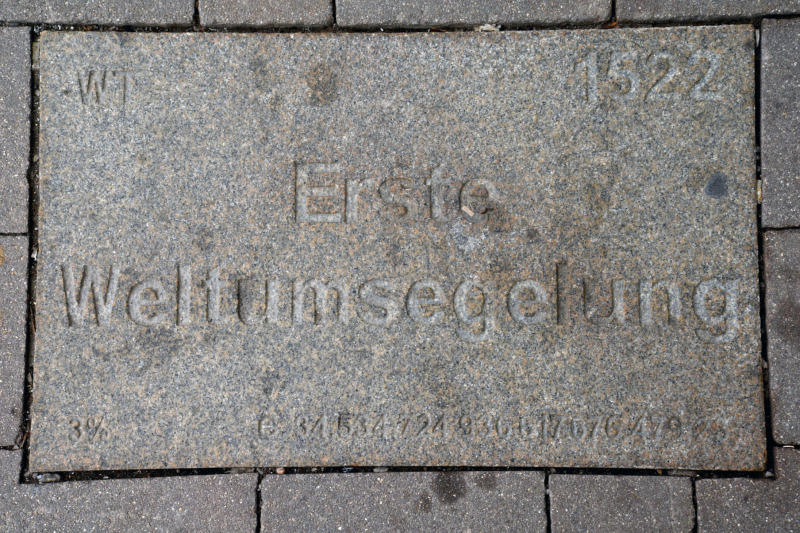 WT 1522
Erste
Weltumsegelung
3%